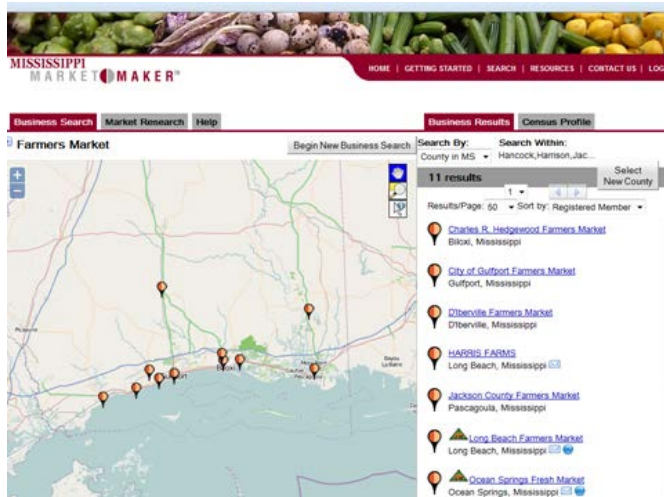 MISSISSIPPI
MARKET MAKER™
HOME | GETTING STARTED | SEARCH | RESOURCES | CONTACT US | LOG
Business Search Market Research Help
Business Results Census Profile
Farmers Market
Begin New Business Search
Search By: Search Within:
County in MS Hancock,Harrison,Jac...
11 results
Select
New County
1
Results/Page: 60 Sort by: Registered Member
Charles R. Hedgewood Farmers Market
Biloxi, Mississippi
City of Gulfport Farmers Market
Gulfport, Mississippi
D'Iberville Farmers Market
D'Iberville, Mississippi
HARRIS FARMS
Long Beach, Mississippi
Jackson County Farmers Market
Pascagoula, Mississippi
Long Beach Farmers Market
Long Beach, Mississippi
Ocean Springs Fresh Market
Ocean Springs, Mississippi
Biloxi